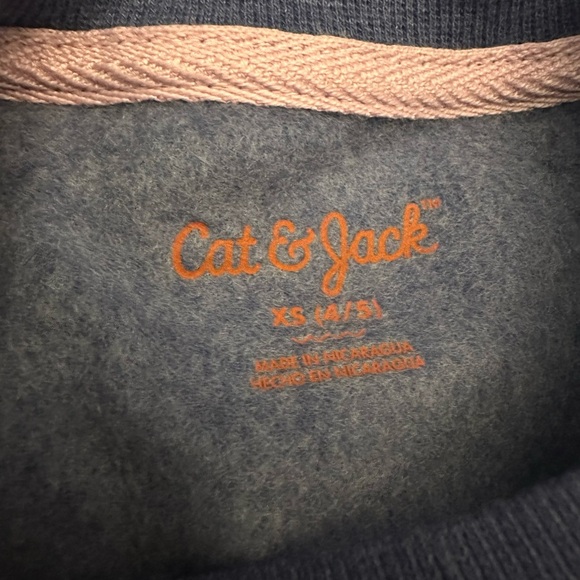 Cat & Jack™
XS (4/5)
MADE IN NICARAGUA
HECHO EN NICARAGUA